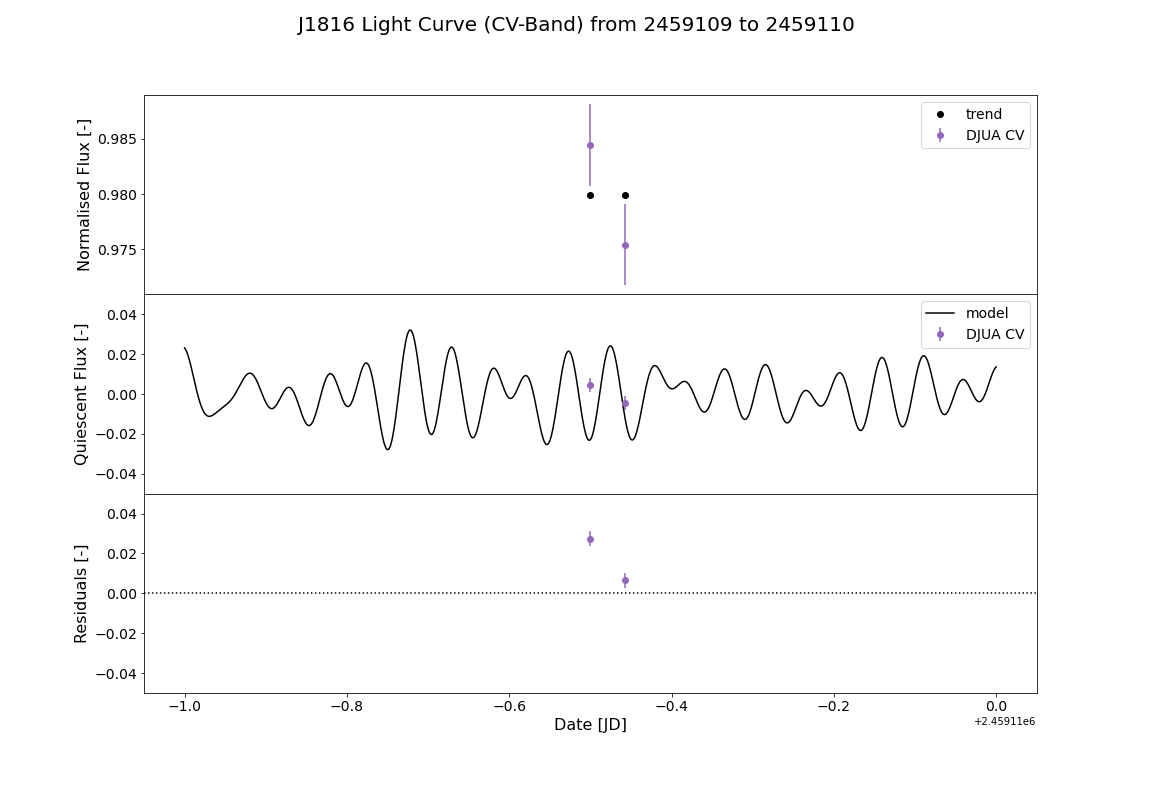 J1816 Light Curve (CV-Band) from 2459109 to 2459110
Normalised Flux [-]
0.985
0.980
0.975
trend
DJUA CV
Quiescent Flux [-]
0.04
0.02
0.00
−0.02
−0.04
model
DJUA CV
Residuals [-]
0.04
0.02
0.00
−0.02
−0.04
−1.0 −0.8 −0.6 −0.4 −0.2 0.0
Date [JD]
+2.45911e6